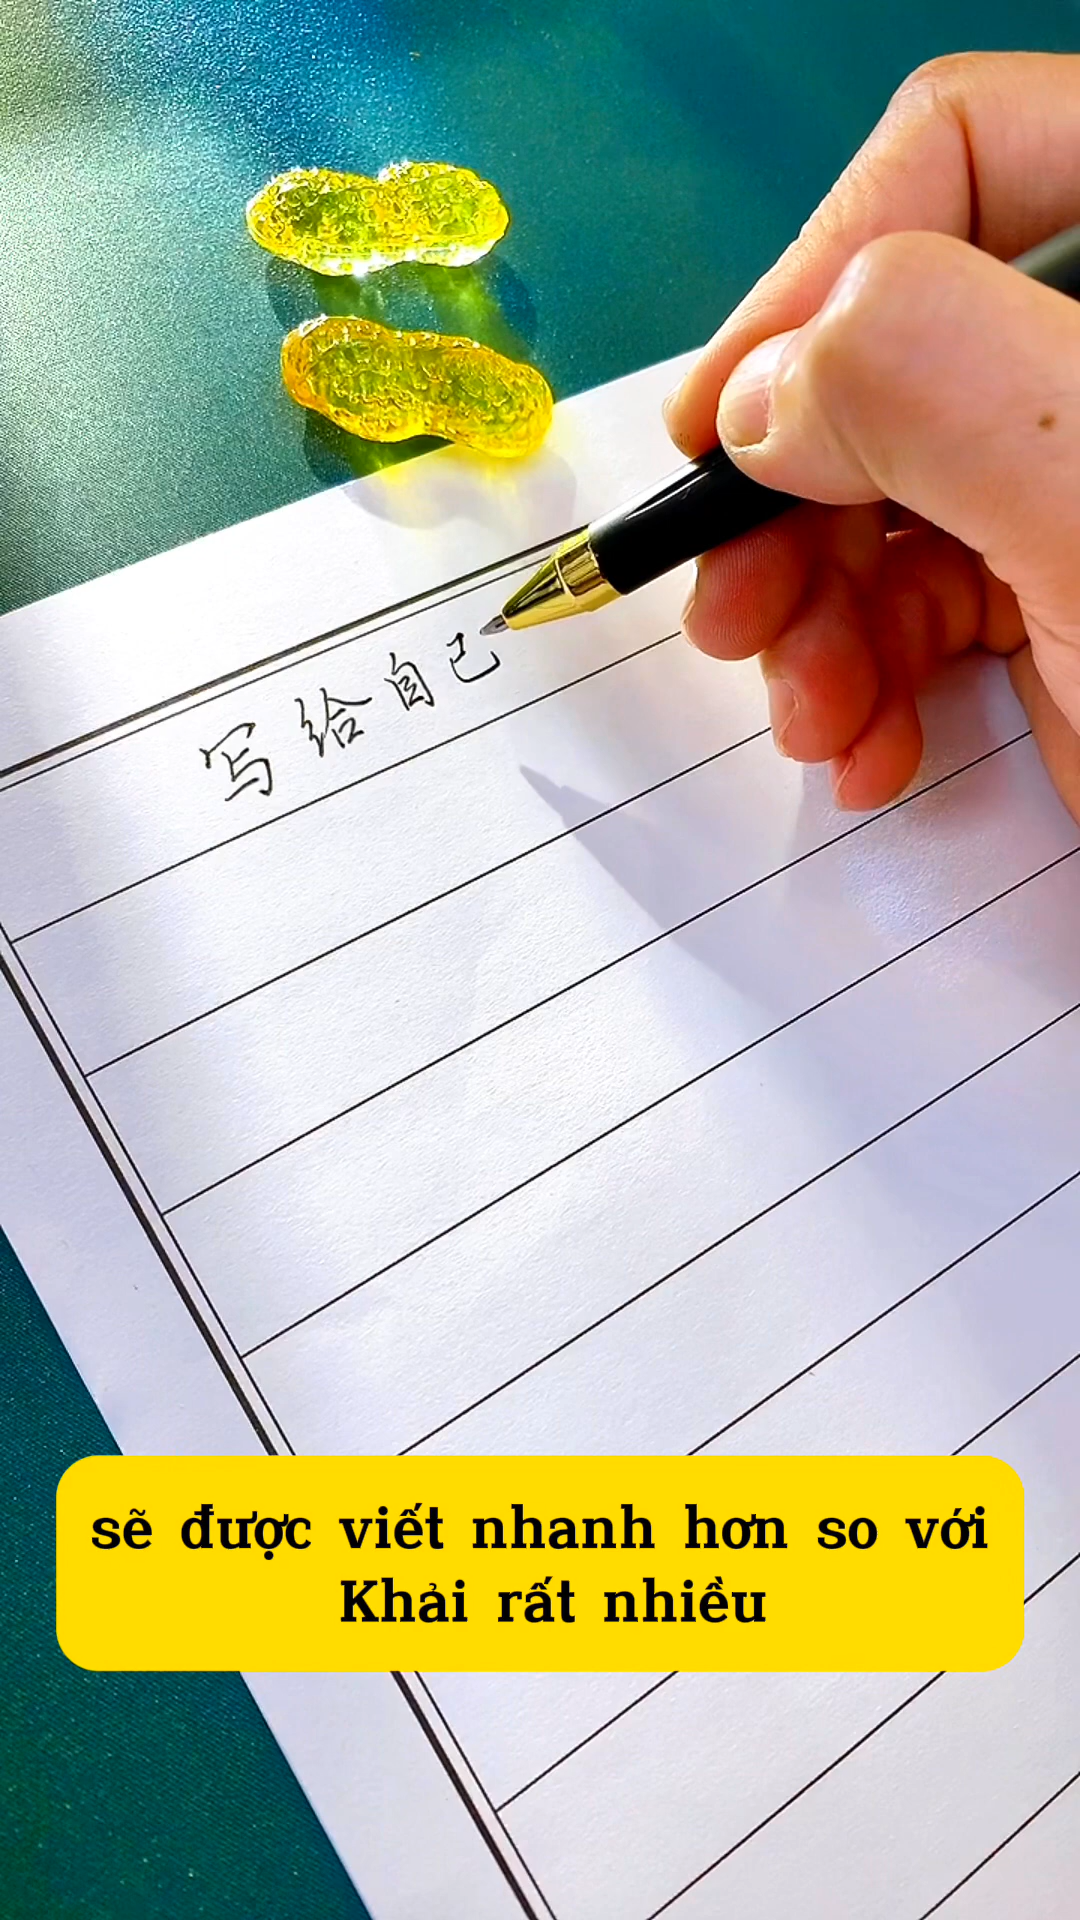 写给自己
sẽ được viết nhanh hơn so với
Khải rất nhiều